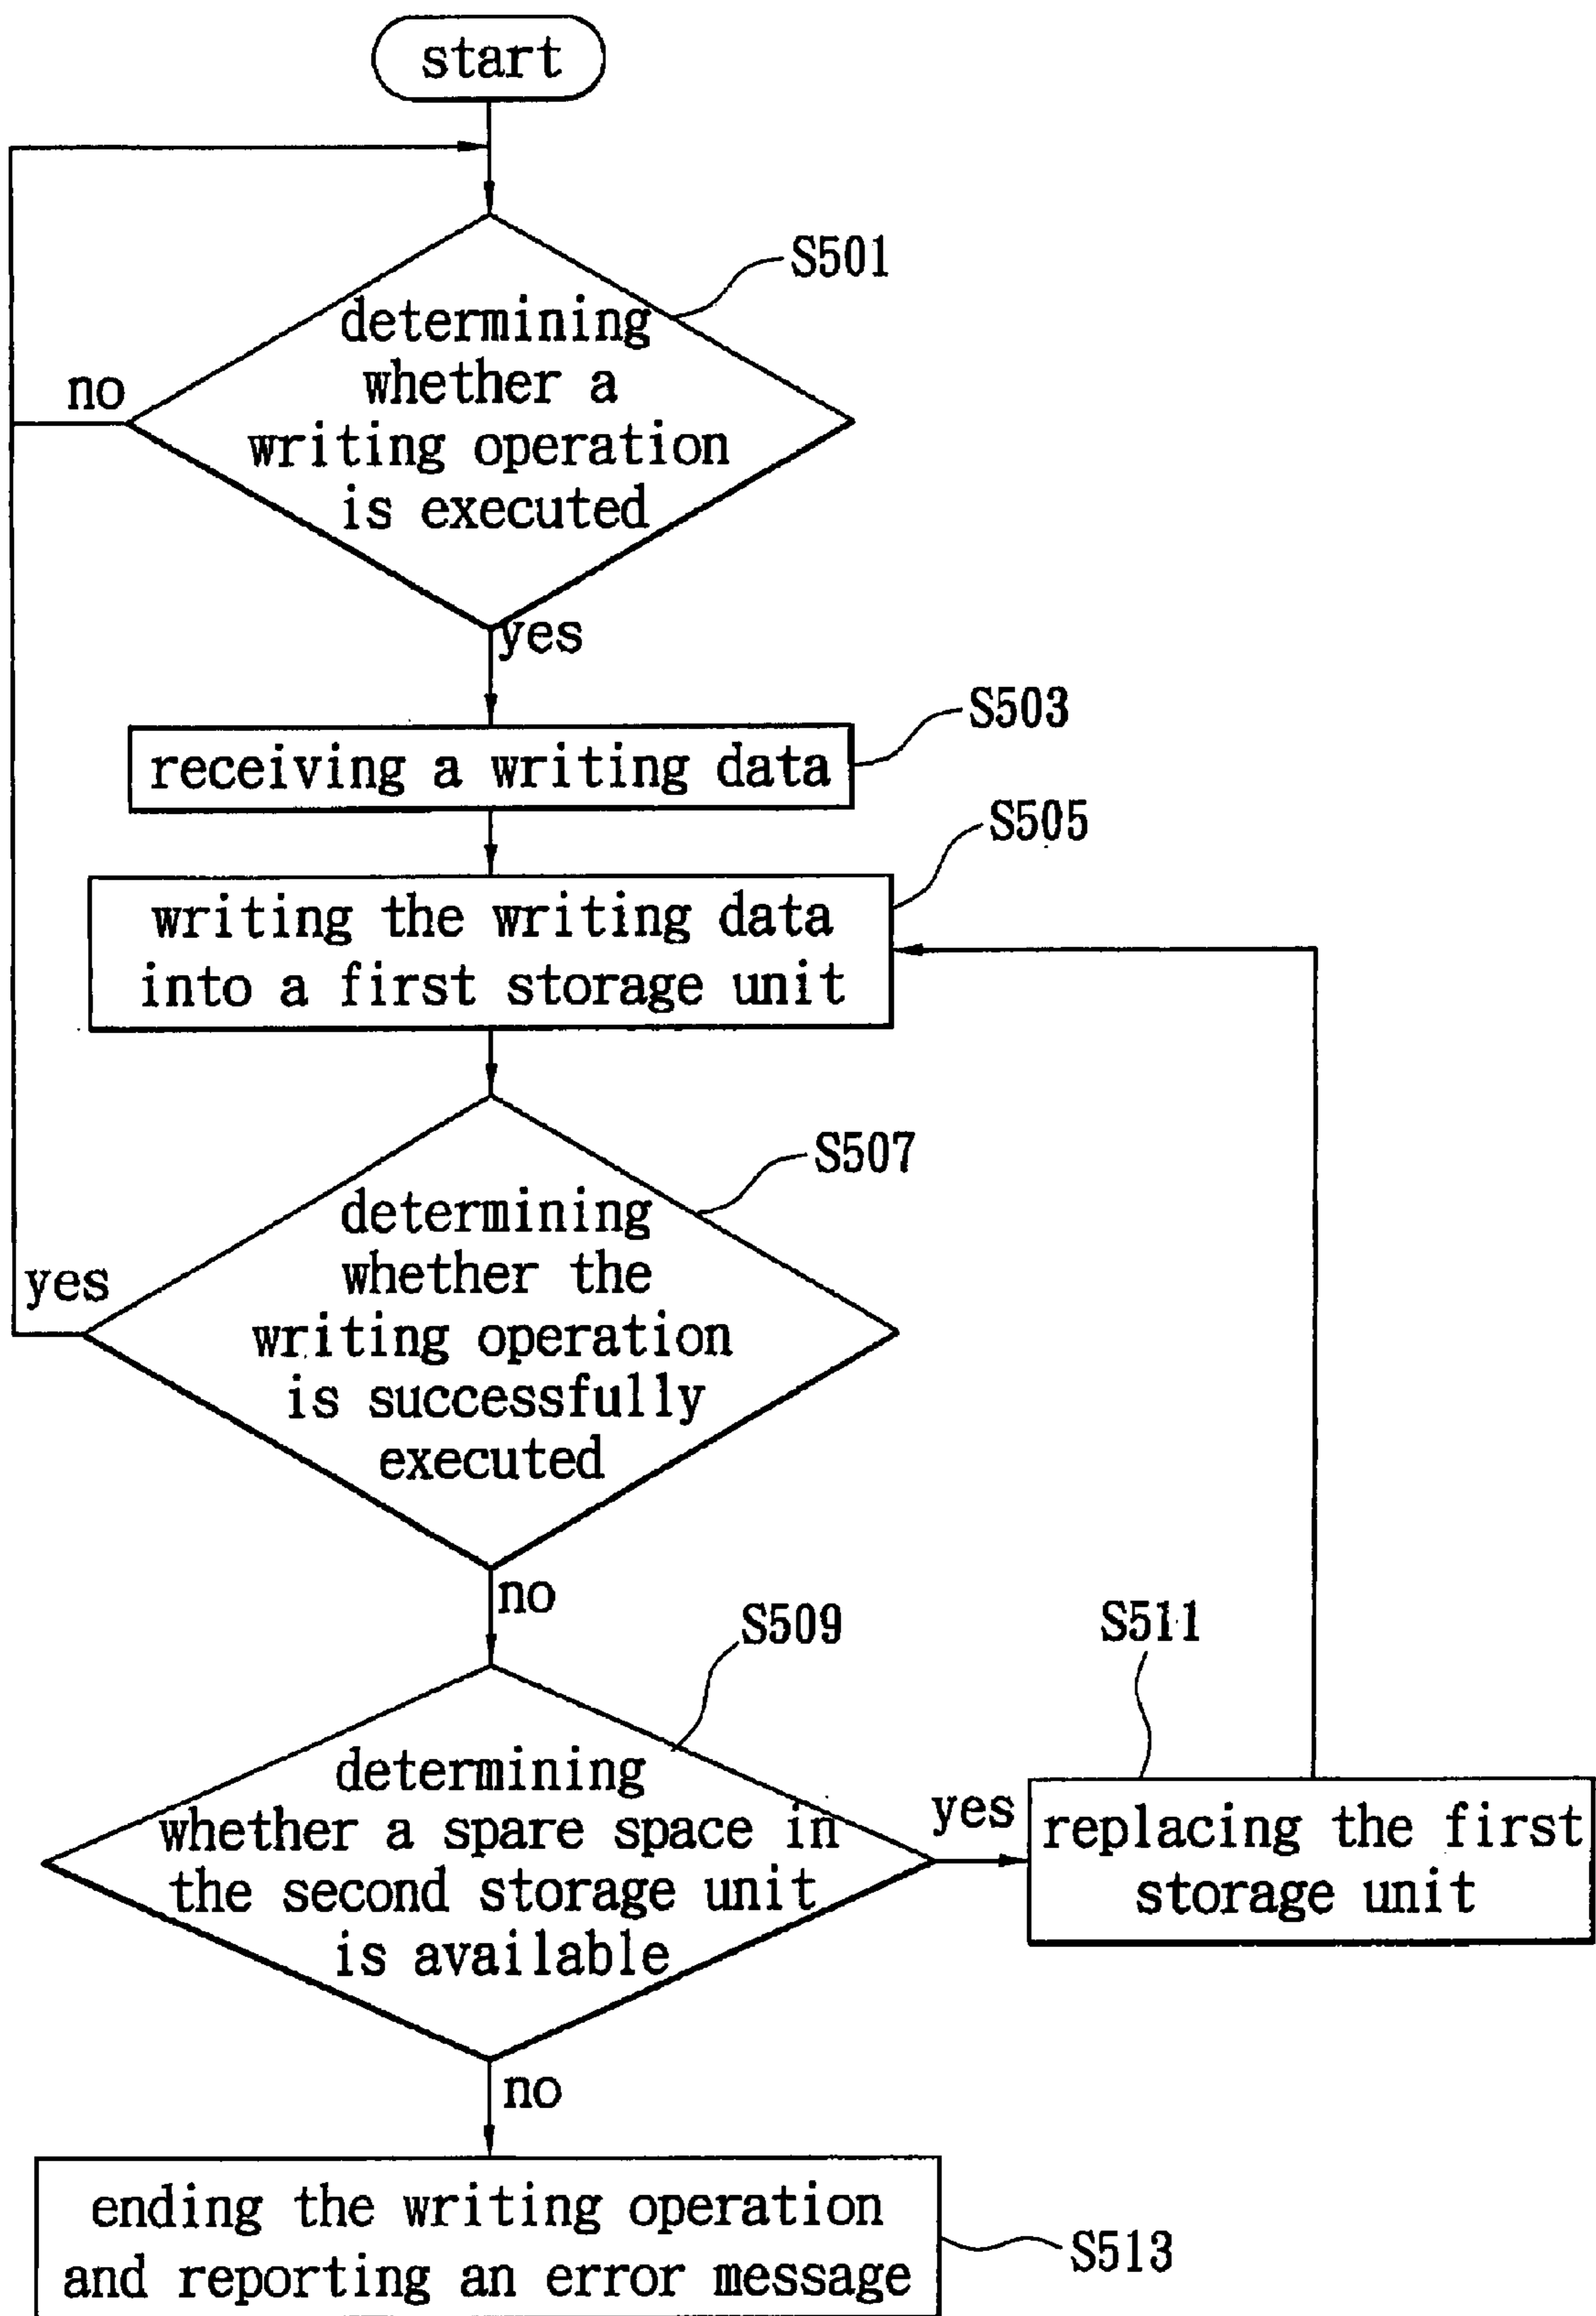 start
S501
determining
whether a
writing operation
is executed
no
yes
S503
receiving a writing data
S505
writing the writing data
into a first storage unit
S507
determining
whether the
writing operation
is successfully
executed
yes
no
S509
S511
determining
whether a spare space in
the second storage unit
is available
yes
replacing the first
storage unit
no
ending the writing operation
and reporting an error message
S513